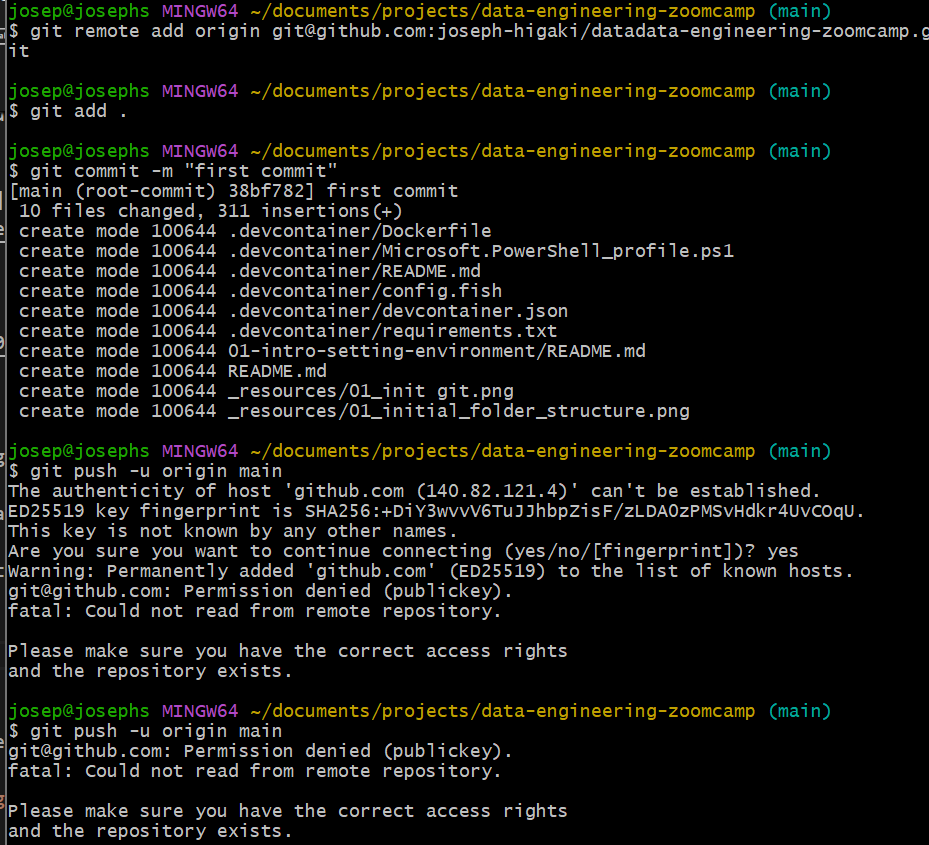 josep@josephs MINGW64 ~/documents/projects/data-engineering-zoomcamp (main)
$ git remote add origin git@github.com:joseph-higaki/datadata-engineering-zoomcamp.g
it
josep@josephs MINGW64 ~/documents/projects/data-engineering-zoomcamp (main)
$ git add .
josep@josephs MINGW64 ~/documents/projects/data-engineering-zoomcamp (main)
$ git commit -m "first commit"
[main (root-commit) 38bf782] first commit
 10 files changed, 311 insertions(+)
 create mode 100644 .devcontainer/Dockerfile
 create mode 100644 .devcontainer/Microsoft.PowerShell_profile.ps1
 create mode 100644 .devcontainer/README.md
 create mode 100644 .devcontainer/config.fish
 create mode 100644 .devcontainer/devcontainer.json
 create mode 100644 .devcontainer/requirements.txt
 create mode 100644 01-intro-setting-environment/README.md
 create mode 100644 README.md
 create mode 100644 _resources/01_init git.png
 create mode 100644 _resources/01_initial_folder_structure.png
josep@josephs MINGW64 ~/documents/projects/data-engineering-zoomcamp (main)
$ git push -u origin main
The authenticity of host 'github.com (140.82.121.4)' can't be established.
ED25519 key fingerprint is SHA256:+DiY3wvvV6TuJJhbpZisF/zLDA0zPMSvHdkr4UvCOqU.
This key is not known by any other names.
Are you sure you want to continue connecting (yes/no/[fingerprint])? yes
Warning: Permanently added 'github.com' (ED25519) to the list of known hosts.
git@github.com: Permission denied (publickey).
fatal: Could not read from remote repository.
Please make sure you have the correct access rights
and the repository exists.
josep@josephs MINGW64 ~/documents/projects/data-engineering-zoomcamp (main)
$ git push -u origin main
git@github.com: Permission denied (publickey).
fatal: Could not read from remote repository.
Please make sure you have the correct access rights
and the repository exists.